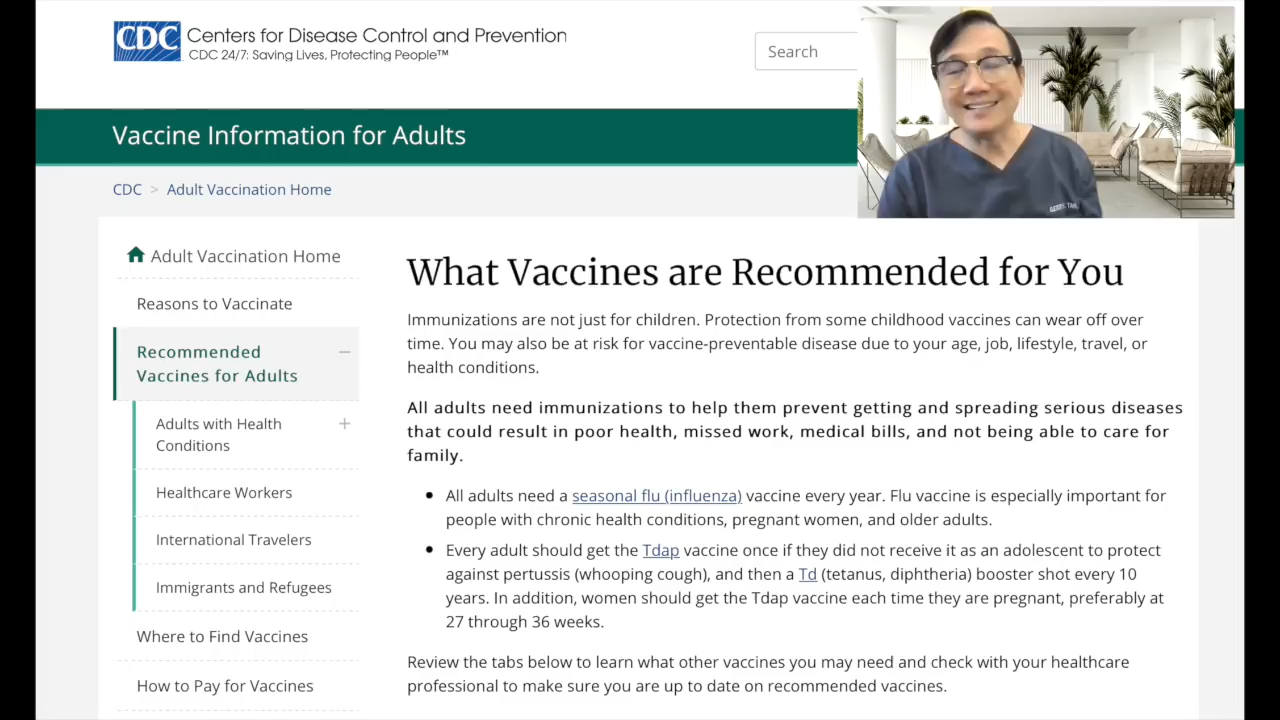 CDC
Centers for Disease Control and Prevention
CDC 24/7: Saving Lives, Protecting People™
Search
Vaccine Information for Adults
CDC > Adult Vaccination Home
Adult Vaccination Home
Reasons to Vaccinate
Recommended
Vaccines for Adults
Adults with Health
Conditions
Healthcare Workers
International Travelers
Immigrants and Refugees
Where to Find Vaccines
How to Pay for Vaccines
What Vaccines are Recommended for You
Immunizations are not just for children. Protection from some childhood vaccines can wear off over
time. You may also be at risk for vaccine-preventable disease due to your age, job, lifestyle, travel, or
health conditions.
All adults need immunizations to help them prevent getting and spreading serious diseases
that could result in poor health, missed work, medical bills, and not being able to care for
family.
All adults need a seasonal flu (influenza) vaccine every year. Flu vaccine is especially important for
people with chronic health conditions, pregnant women, and older adults.
Every adult should get the Tdap vaccine once if they did not receive it as an adolescent to protect
against pertussis (whooping cough), and then a Td (tetanus, diphtheria) booster shot every 10
years. In addition, women should get the Tdap vaccine each time they are pregnant, preferably at
27 through 36 weeks.
Review the tabs below to learn what other vaccines you may need and check with your healthcare
professional to make sure you are up to date on recommended vaccines.